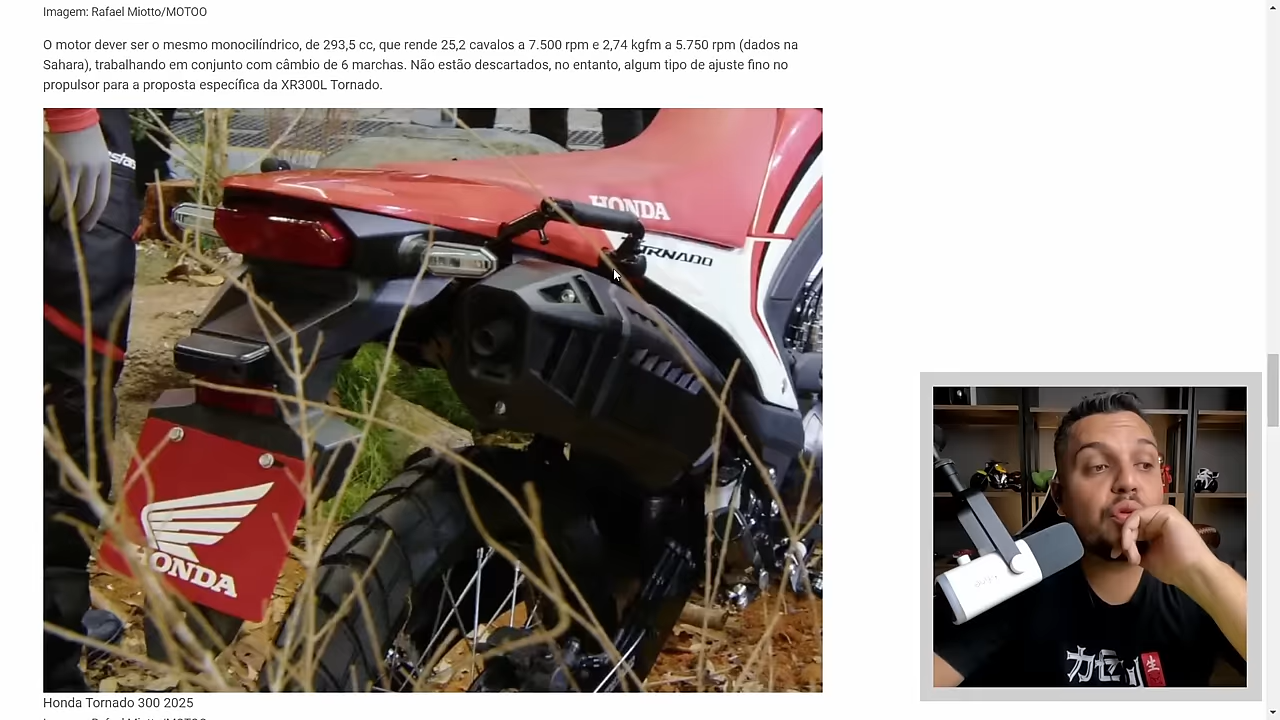 Imagem: Rafael Miotto/MOTOO
O motor dever ser o mesmo monocilíndrico, de 293,5 cc, que rende 25,2 cavalos a 7.500 rpm e 2,74 kgfm a 5.750 rpm (dados na
Sahara), trabalhando em conjunto com câmbio de 6 marchas. Não estão descartados, no entanto, algum tipo de ajuste fino no
propulsor para a proposta específica da XR300L Tornado.
HONDA
TORNADO
HONDA
Honda Tornado 300 2025